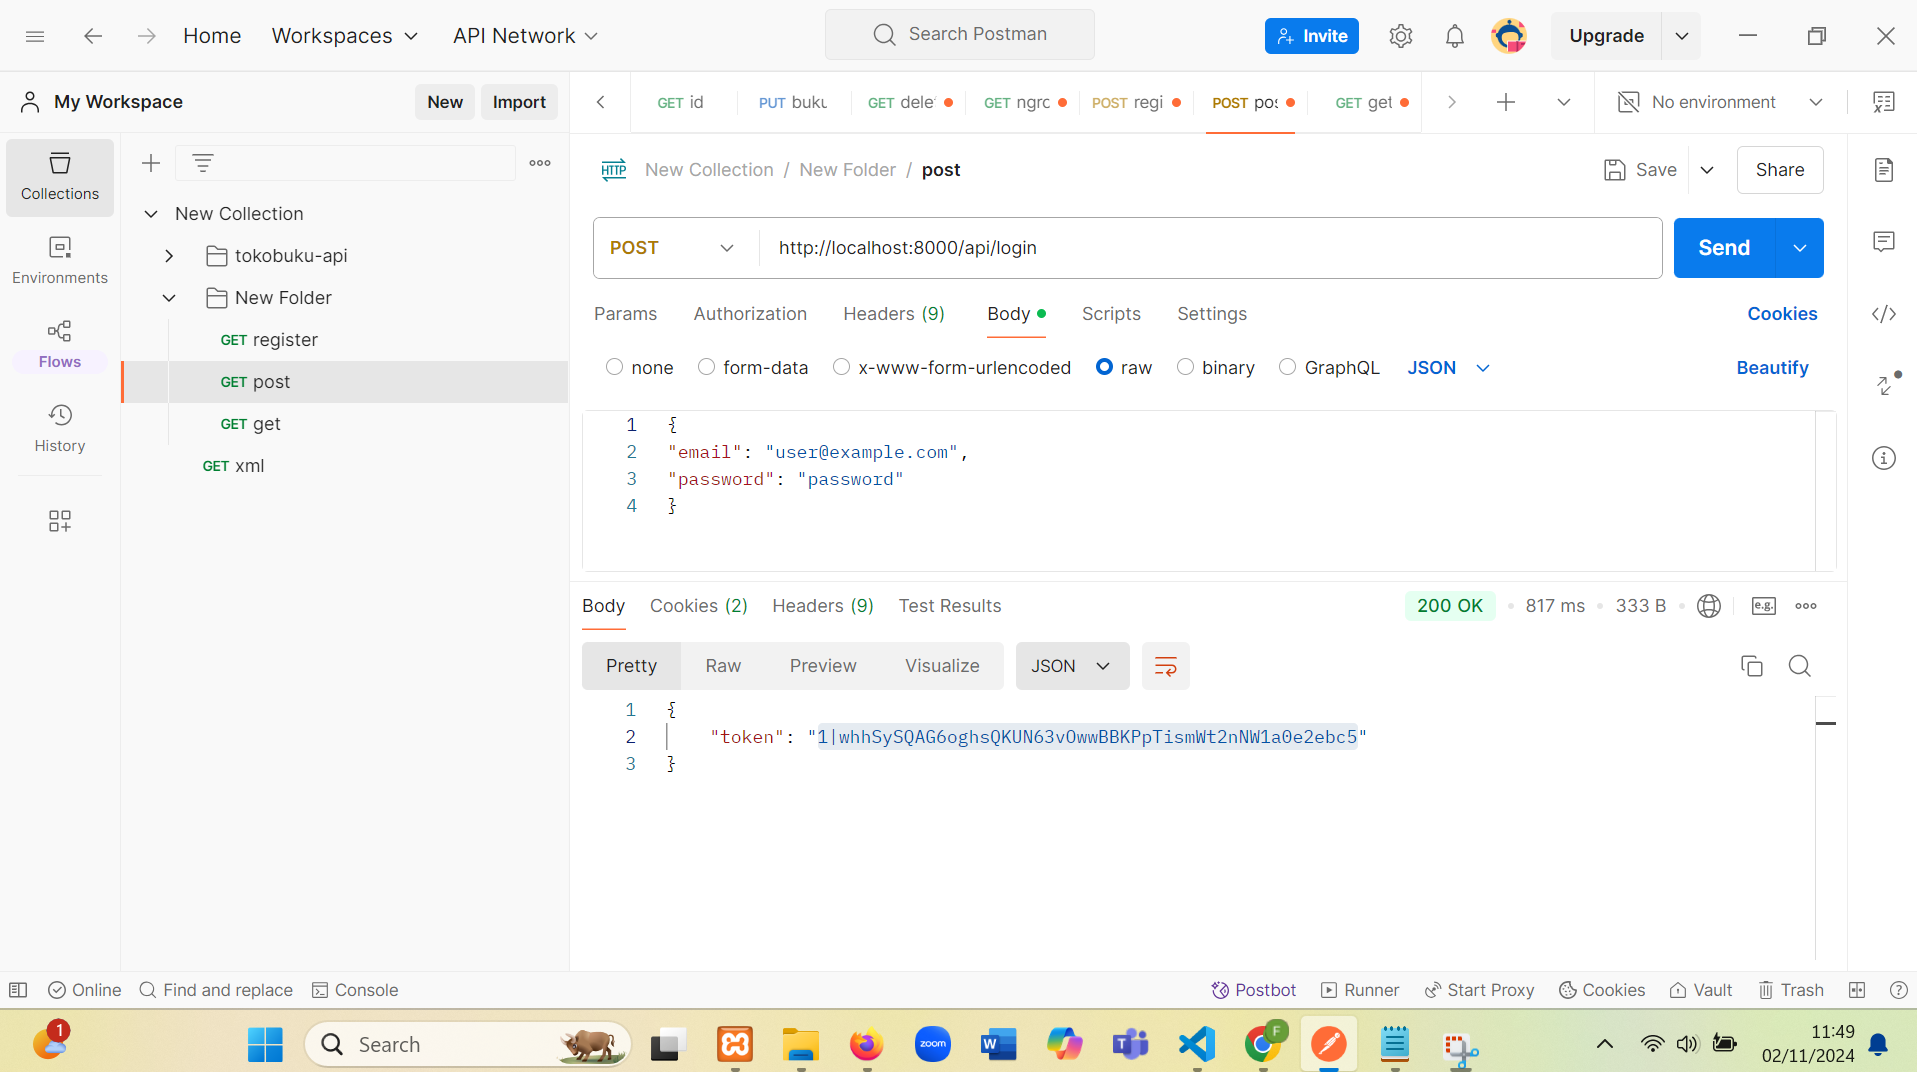 Home Workspaces API Network Search Postman Invite Upgrade
My Workspace New Import GET id PUT buku GET dele GET ngrc POST regi POST pos GET get No environment
Collections
Environments
Flows
History
New Collection
tokobuku-api
New Folder
GET register
GET post
GET get
GET xml
HTTP New Collection / New Folder / post Save Share
POST http://localhost:8000/api/login Send
Params Authorization Headers (9) Body Scripts Settings Cookies
none form-data x-www-form-urlencoded raw binary GraphQL JSON Beautify
1 {
2 "email": "user@example.com",
3 "password": "password"
4 }
Body Cookies (2) Headers (9) Test Results 200 OK 817 ms 333 B e.g.
Pretty Raw Preview Visualize JSON
1 {
2 "token": "1|whhSySQAG6oghsQKUN63vOwwBBKPpTismWt2nNW1a0e2ebc5"
3 }
Online Find and replace Console Postbot Runner Start Proxy Cookies Vault Trash
1 Search zoom W T F 11:49
02/11/2024